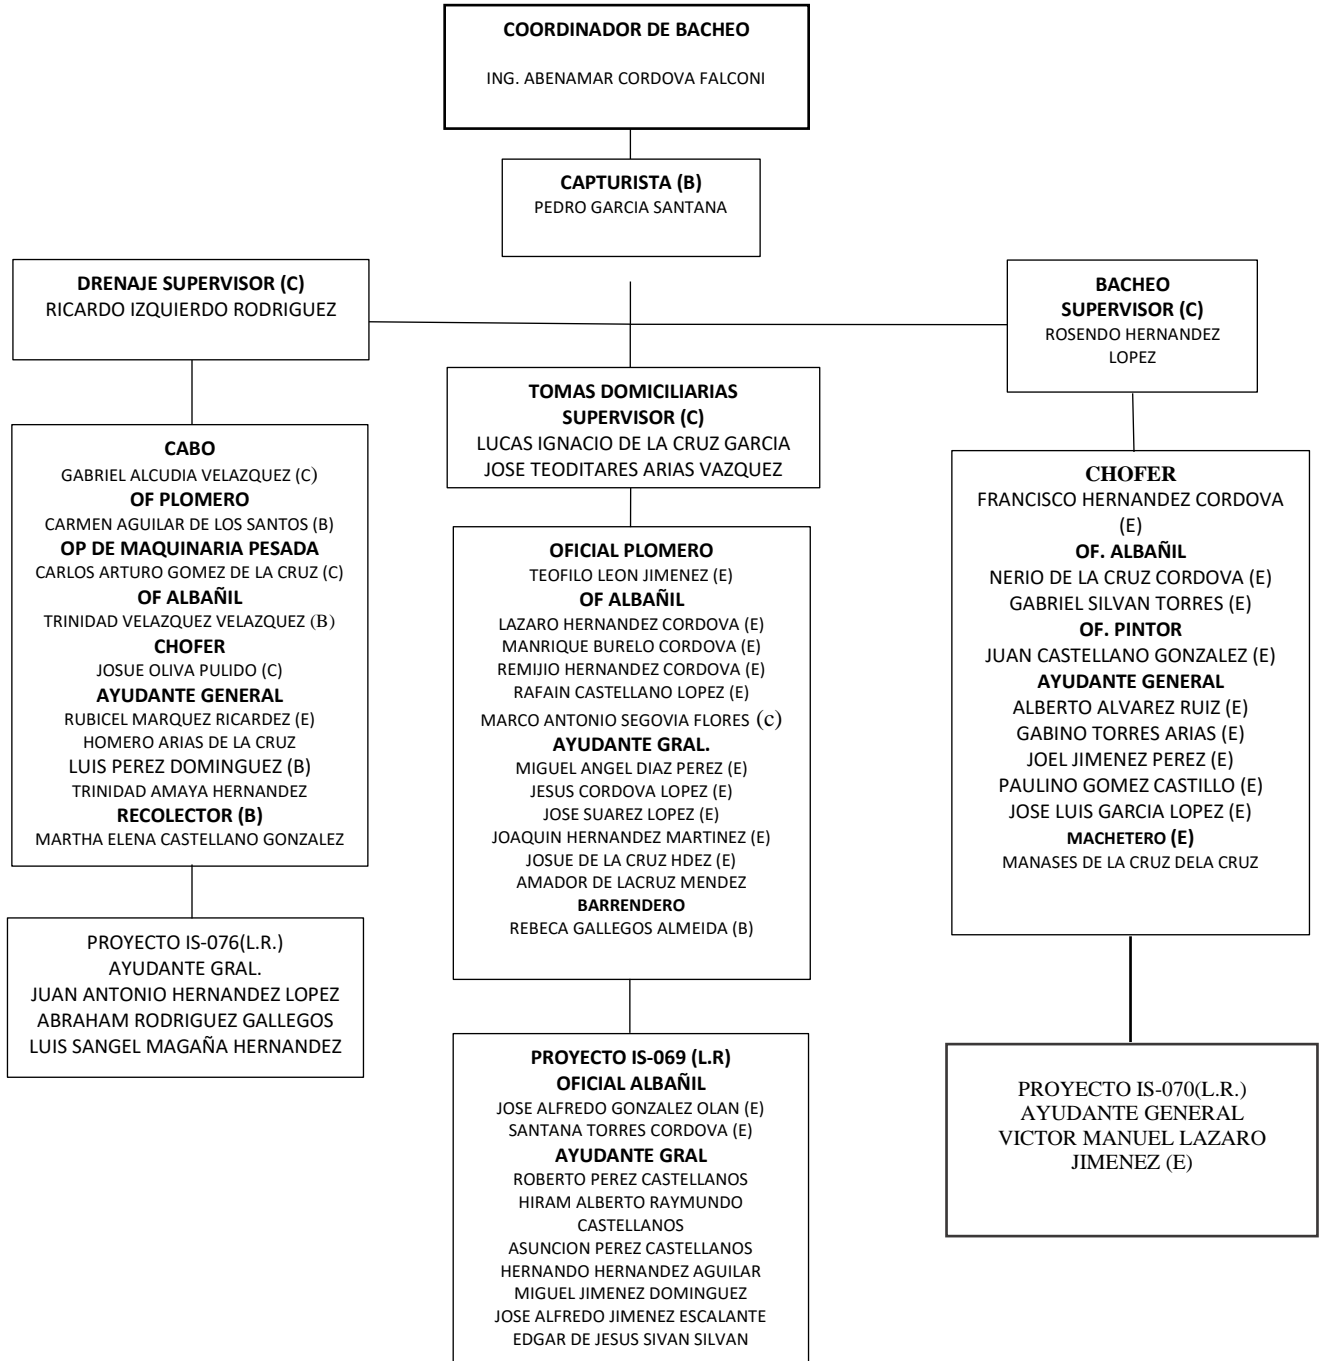 COORDINADOR DE BACHEO
ING. ABENAMAR CORDOVA FALCONI
CAPTURISTA (B)
PEDRO GARCIA SANTANA
DRENAJE SUPERVISOR (C)
RICARDO IZQUIERDO RODRIGUEZ
BACHEO
SUPERVISOR (C)
ROSENDO HERNANDEZ
LOPEZ
TOMAS DOMICILIARIAS
SUPERVISOR (C)
LUCAS IGNACIO DE LA CRUZ GARCIA
JOSE TEODITARES ARIAS VAZQUEZ
CABO
GABRIEL ALCUDIA VELAZQUEZ (C)
OF PLOMERO
CARMEN AGUILAR DE LOS SANTOS (B)
OP DE MAQUINARIA PESADA
CARLOS ARTURO GOMEZ DE LA CRUZ (C)
OF ALBAÑIL
TRINIDAD VELAZQUEZ VELAZQUEZ (B)
CHOFER
JOSUE OLIVA PULIDO (C)
AYUDANTE GENERAL
RUBICEL MARQUEZ RICARDEZ (E)
HOMERO ARIAS DE LA CRUZ
LUIS PEREZ DOMINGUEZ (B)
TRINIDAD AMAYA HERNANDEZ
RECOLECTOR (B)
MARTHA ELENA CASTELLANO GONZALEZ
OFICIAL PLOMERO
TEOFILO LEON JIMENEZ (E)
OF ALBAÑIL
LAZARO HERNANDEZ CORDOVA (E)
MANRIQUE BURELO CORDOVA (E)
REMIJIO HERNANDEZ CORDOVA (E)
RAFAIN CASTELLANO LOPEZ (E)
MARCO ANTONIO SEGOVIA FLORES (c)
AYUDANTE GRAL.
MIGUEL ANGEL DIAZ PEREZ (E)
JESUS CORDOVA LOPEZ (E)
JOSE SUAREZ LOPEZ (E)
JOAQUIN HERNANDEZ MARTINEZ (E)
JOSUE DE LA CRUZ HDEZ (E)
AMADOR DE LACRUZ MENDEZ
BARRENDERO
REBECA GALLEGOS ALMEIDA (B)
CHOFER
FRANCISCO HERNANDEZ CORDOVA
(E)
OF. ALBAÑIL
NERIO DE LA CRUZ CORDOVA (E)
GABRIEL SILVAN TORRES (E)
OF. PINTOR
JUAN CASTELLANO GONZALEZ (E)
AYUDANTE GENERAL
ALBERTO ALVAREZ RUIZ (E)
GABINO TORRES ARIAS (E)
JOEL JIMENEZ PEREZ (E)
PAULINO GOMEZ CASTILLO (E)
JOSE LUIS GARCIA LOPEZ (E)
MACHETERO (E)
MANASES DE LA CRUZ DELA CRUZ
PROYECTO IS-076(L.R.)
AYUDANTE GRAL.
JUAN ANTONIO HERNANDEZ LOPEZ
ABRAHAM RODRIGUEZ GALLEGOS
LUIS SANGEL MAGAÑA HERNANDEZ
PROYECTO IS-069 (L.R)
OFICIAL ALBAÑIL
JOSE ALFREDO GONZALEZ OLAN (E)
SANTANA TORRES CORDOVA (E)
AYUDANTE GRAL
ROBERTO PEREZ CASTELLANOS
HIRAM ALBERTO RAYMUNDO
CASTELLANOS
ASUNCION PEREZ CASTELLANOS
HERNANDO HERNANDEZ AGUILAR
MIGUEL JIMENEZ DOMINGUEZ
JOSE ALFREDO JIMENEZ ESCALANTE
EDGAR DE JESUS SIVAN SILVAN
PROYECTO IS-070(L.R.)
AYUDANTE GENERAL
VICTOR MANUEL LAZARO
JIMENEZ (E)